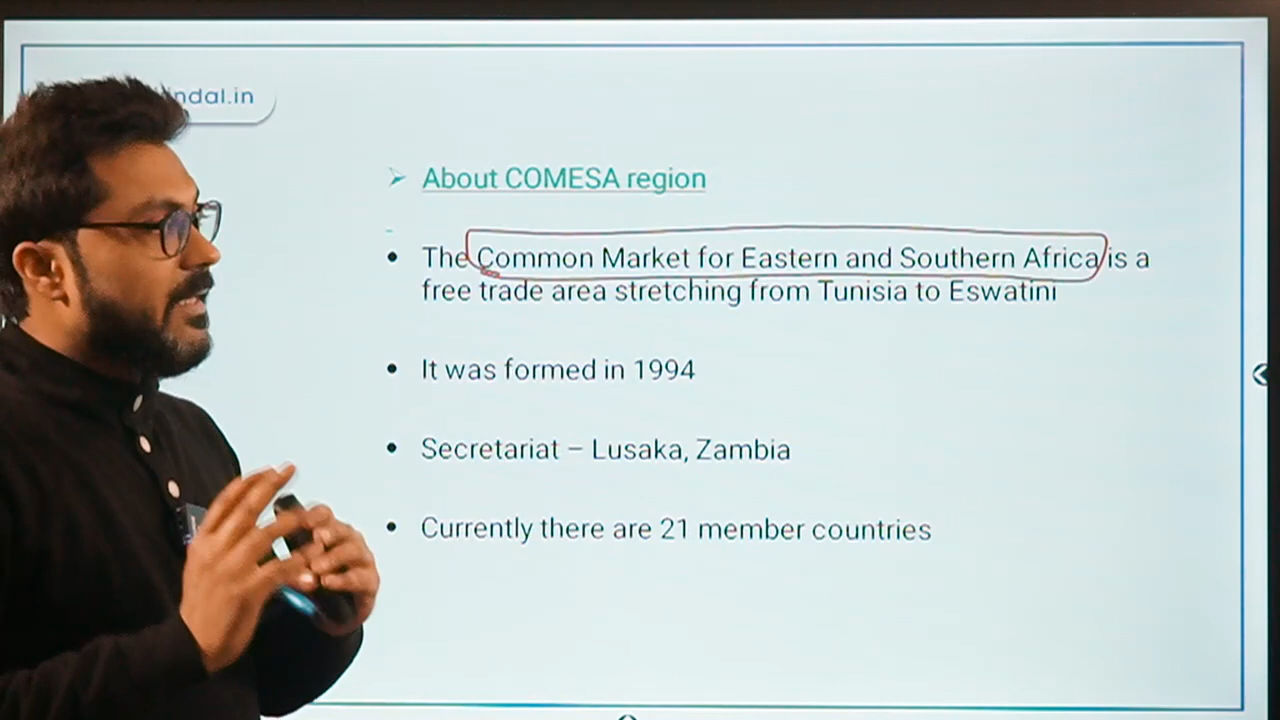 ndal.in
About COMESA region
The Common Market for Eastern and Southern Africa is a
free trade area stretching from Tunisia to Eswatini
It was formed in 1994
Secretariat – Lusaka, Zambia
Currently there are 21 member countries